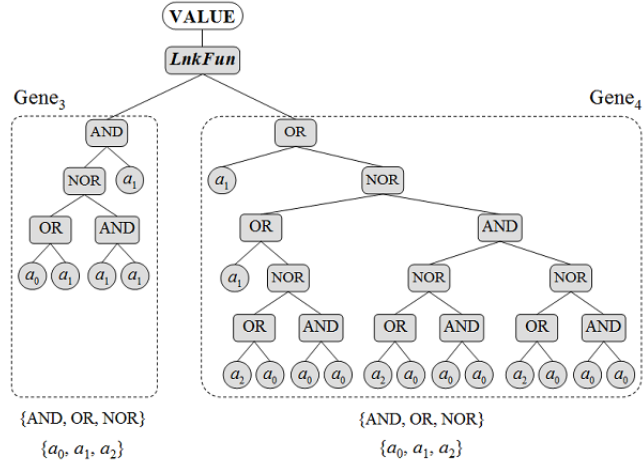 VALUE
LnkFun
Gene₃ Gene₄
AND OR
NOR a₁ a₁ NOR
OR AND OR AND
a₀ a₁ a₁ a₁ a₁ NOR NOR NOR
OR AND OR AND OR AND
a₂ a₀ a₀ a₀ a₂ a₀ a₀ a₀ a₂ a₀ a₀ a₀
{AND, OR, NOR} {AND, OR, NOR}
{a₀, a₁, a₂} {a₀, a₁, a₂}